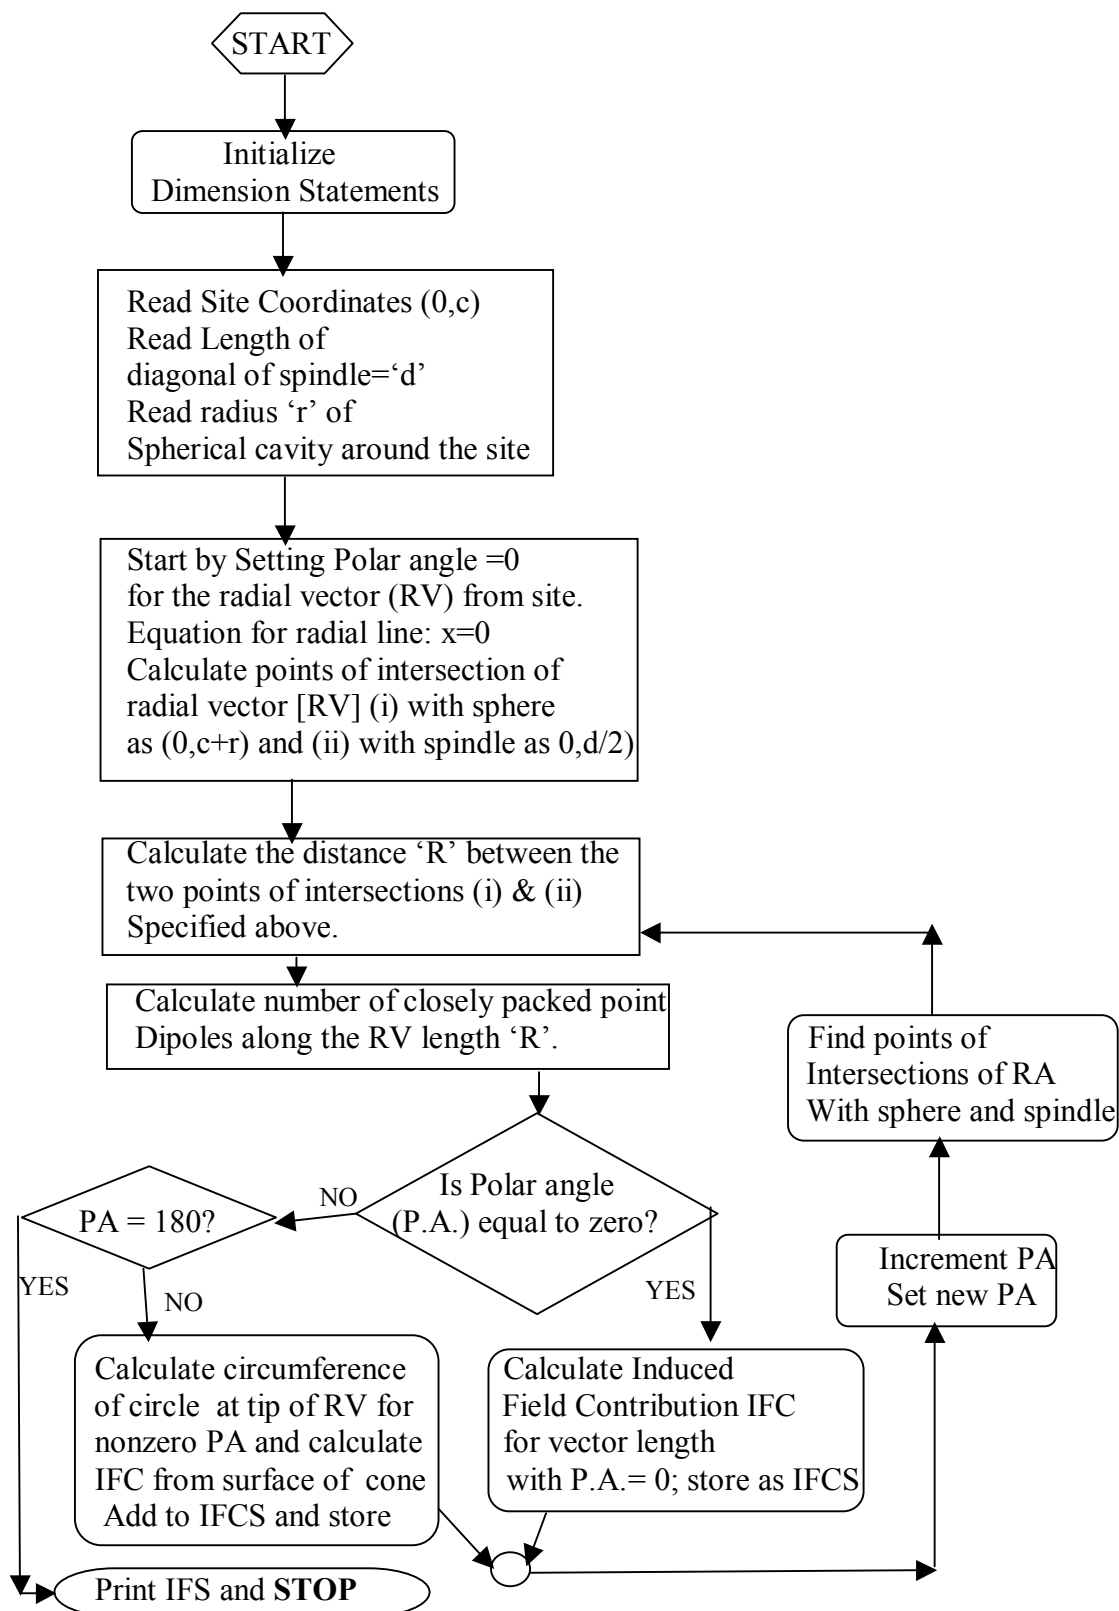 START
Initialize
Dimension Statements
Read Site Coordinates (0,c)
Read Length of
diagonal of spindle=‘d’
Read radius ‘r’ of
Spherical cavity around the site
Start by Setting Polar angle =0
for the radial vector (RV) from site.
Equation for radial line: x=0
Calculate points of intersection of
radial vector [RV] (i) with sphere
as (0,c+r) and (ii) with spindle as 0,d/2)
Calculate the distance ‘R’ between the
two points of intersections (i) & (ii)
Specified above.
Calculate number of closely packed point
Dipoles along the RV length ‘R’.
Find points of
Intersections of RA
With sphere and spindle
Is Polar angle
(P.A.) equal to zero?
NO
PA = 180?
YES
NO
YES
Increment PA
Set new PA
Calculate circumference
of circle at tip of RV for
nonzero PA and calculate
IFC from surface of cone
Add to IFCS and store
Calculate Induced
Field Contribution IFC
for vector length
with P.A.= 0; store as IFCS
Print IFS and STOP